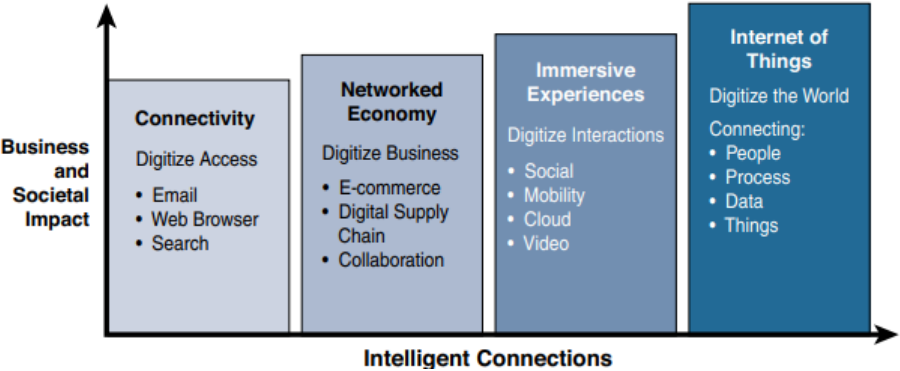 Business
and
Societal
Impact
Connectivity
Digitize Access
• Email
• Web Browser
• Search
Networked
Economy
Digitize Business
• E-commerce
• Digital Supply
Chain
• Collaboration
Immersive
Experiences
Digitize Interactions
• Social
• Mobility
• Cloud
• Video
Internet of
Things
Digitize the World
Connecting:
• People
• Process
• Data
• Things
Intelligent Connections